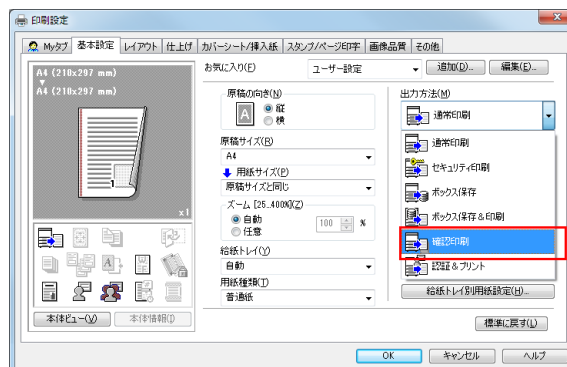 印刷設定
Myタブ 基本設定 レイアウト 仕上げ カバーシート/挿入紙 スタンプ/ページ印字 画像品質 その他
A4 (210x297 mm)
A4 (210x297 mm)
1
x1
本体ビュー(V) 本体情報(I)
お気に入り(F) ユーザー設定 追加(D)... 編集(E)...
原稿の向き(N)
A
縦
横
原稿サイズ(R)
A4
用紙サイズ(P)
原稿サイズと同じ
ズーム [25..400%](Z)
自動
任意
100 %
給紙トレイ(Y)
自動
用紙種類(T)
普通紙
出力方法(M)
通常印刷
通常印刷
セキュリティ印刷
ボックス保存
ボックス保存&印刷
確認印刷
認証&プリント
給紙トレイ別用紙設定(H)...
標準に戻す(L)
OK キャンセル ヘルプ